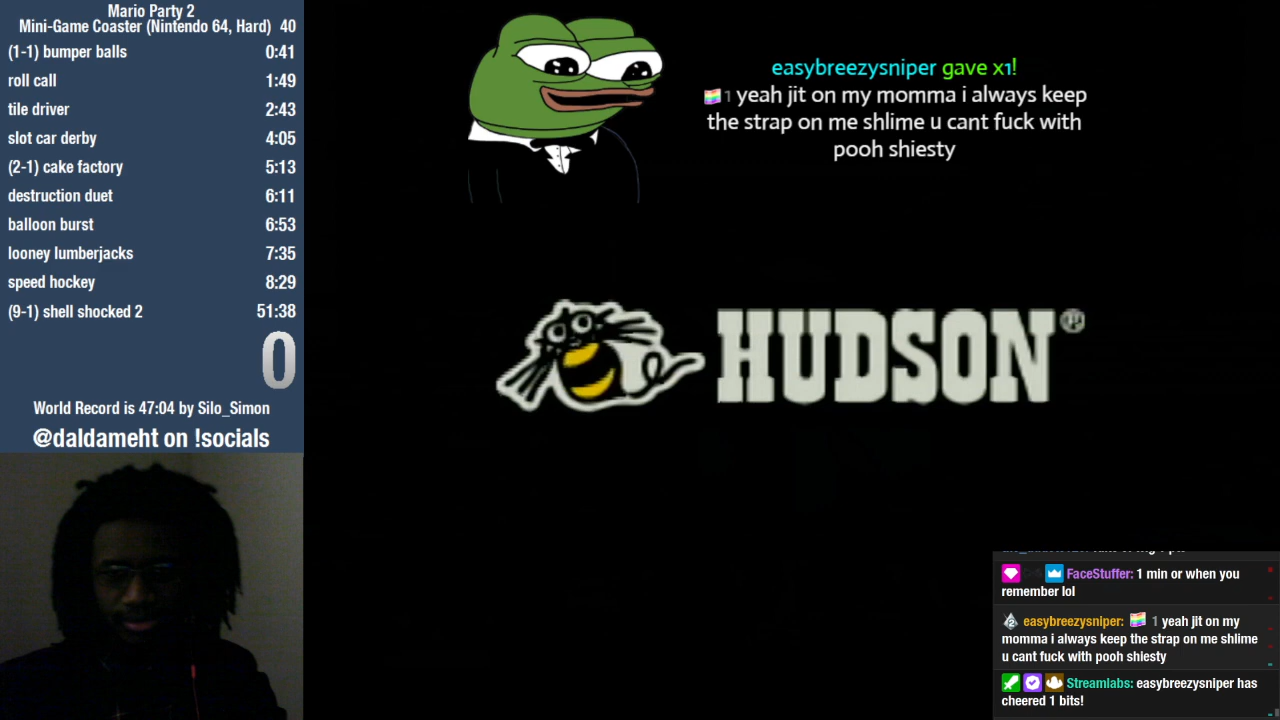 Mario Party 2
Mini-Game Coaster (Nintendo 64, Hard) 40
(1-1) bumper balls 0:41
roll call 1:49
tile driver 2:43
slot car derby 4:05
(2-1) cake factory 5:13
destruction duet 6:11
balloon burst 6:53
looney lumberjacks 7:35
speed hockey 8:29
(9-1) shell shocked 2 51:38
0
World Record is 47:04 by Silo_Simon
@daldameht on !socials
easybreezysniper gave x1!
1 yeah jit on my momma i always keep
the strap on me shlime u cant fuck with
pooh shiesty
HUDSON®
FaceStuffer: 1 min or when you
remember lol
2 easybreezysniper: 1 yeah jit on my
momma i always keep the strap on me shlime
u cant fuck with pooh shiesty
Streamlabs: easybreezysniper has
cheered 1 bits!